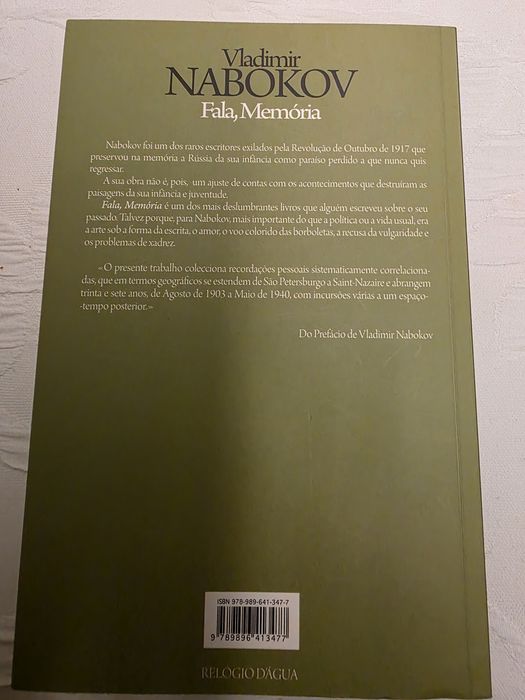 Vladimir
NABOKOV
Fala, Memória
Nabokov foi um dos raros escritores exilados pela Revolução de Outubro de 1917 que
preservou na memória a Rússia da sua infância como paraíso perdido a que nunca quis
regressar.
A sua obra não é, pois, um ajuste de contas com os acontecimentos que destruíram as
paisagens da sua infância e juventude.
Fala, Memória é um dos mais deslumbrantes livros que alguém escreveu sobre o seu
passado. Talvez porque, para Nabokov, mais importante do que a política ou a vida usual, era
a arte sob a forma da escrita, o amor, o voo colorido das borboletas, a recusa da vulgaridade e
os problemas de xadrez.
«O presente trabalho colecciona recordações pessoais sistematicamente correlaciona-
das, que em termos geográficos se estendem de São Petersburgo a Saint-Nazaire e abrangem
trinta e sete anos, de Agosto de 1903 a Maio de 1940, com incursões várias a um espaço-
-tempo posterior.»
Do Prefácio de Vladimir Nabokov
ISBN 978-989-641-347-7
9 789896 413477
RELÓGIO D'ÁGUA